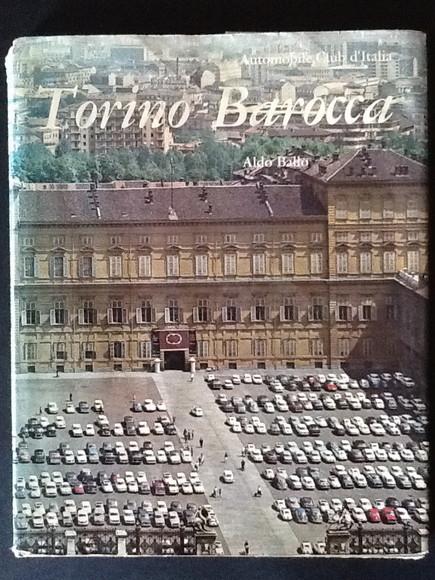 Automobile Club d'Italia
Torino Barocca
Aldo Ballo